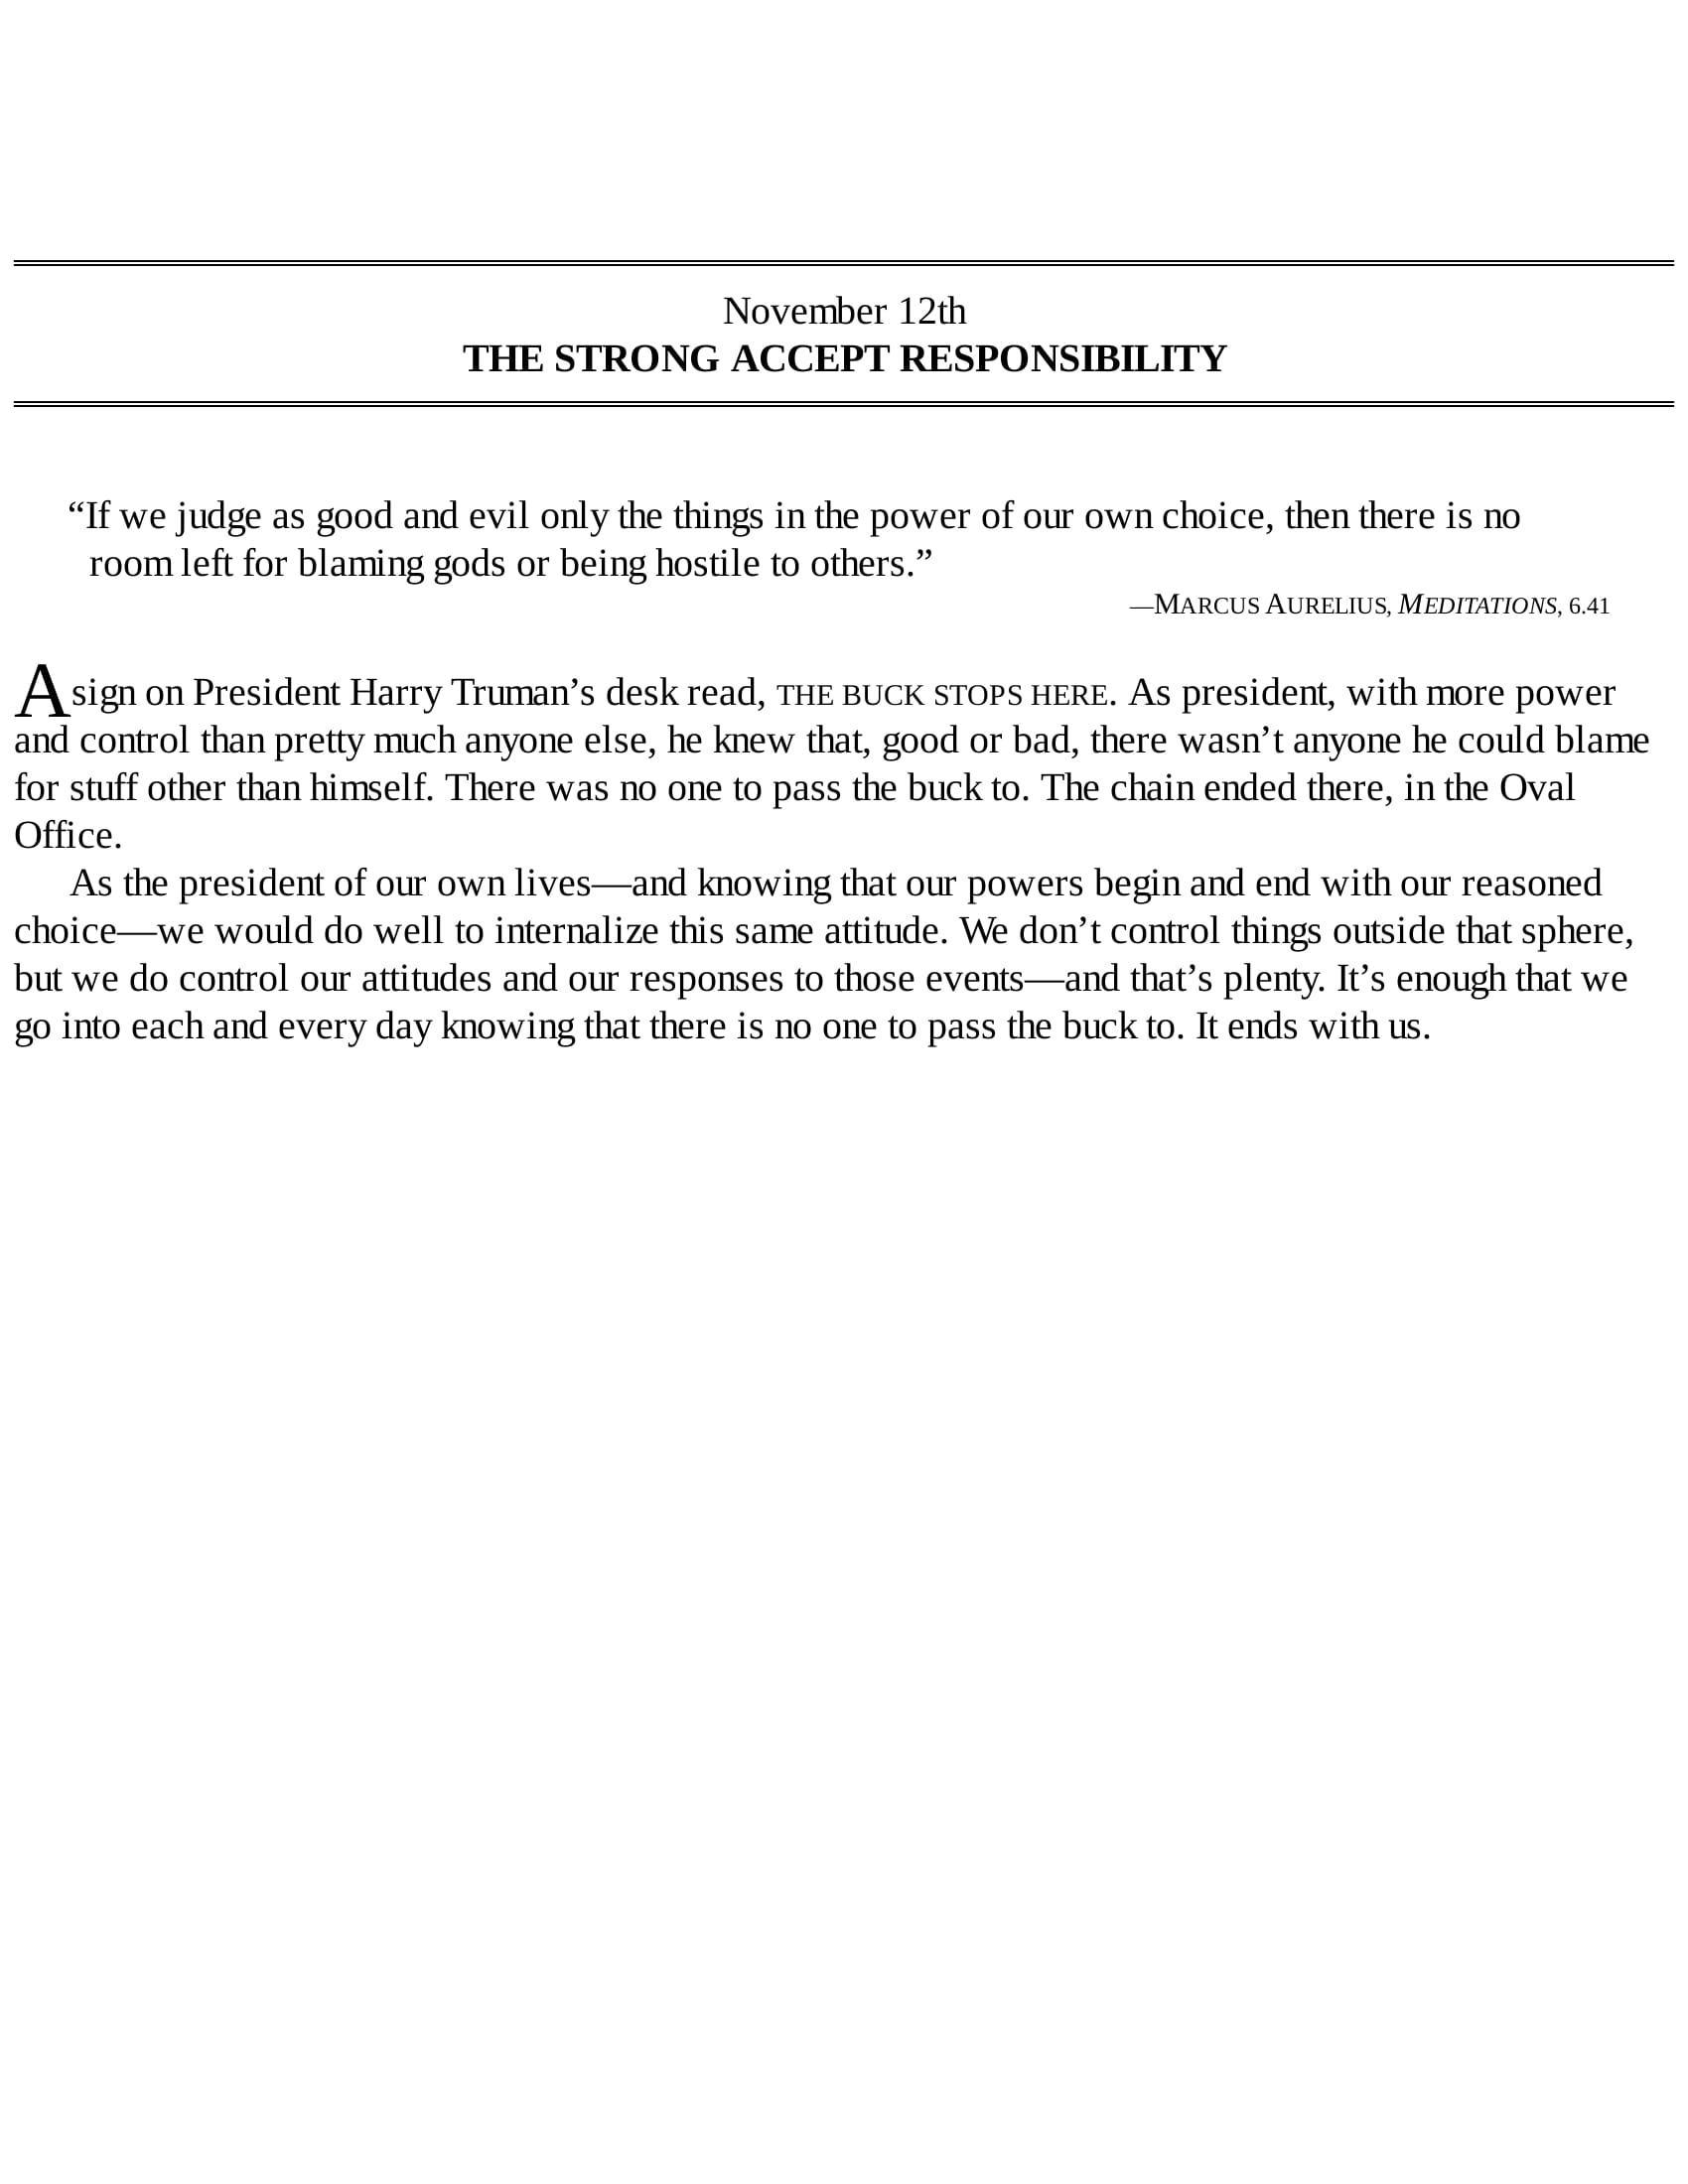 November 12th
THE STRONG ACCEPT RESPONSIBILITY
“If we judge as good and evil only the things in the power of our own choice, then there is no
room left for blaming gods or being hostile to others.”
—MARCUS AURELIUS, MEDITATIONS, 6.41
A sign on President Harry Truman’s desk read, THE BUCK STOPS HERE. As president, with more power
and control than pretty much anyone else, he knew that, good or bad, there wasn’t anyone he could blame
for stuff other than himself. There was no one to pass the buck to. The chain ended there, in the Oval
Office.
As the president of our own lives—and knowing that our powers begin and end with our reasoned
choice—we would do well to internalize this same attitude. We don’t control things outside that sphere,
but we do control our attitudes and our responses to those events—and that’s plenty. It’s enough that we
go into each and every day knowing that there is no one to pass the buck to. It ends with us.